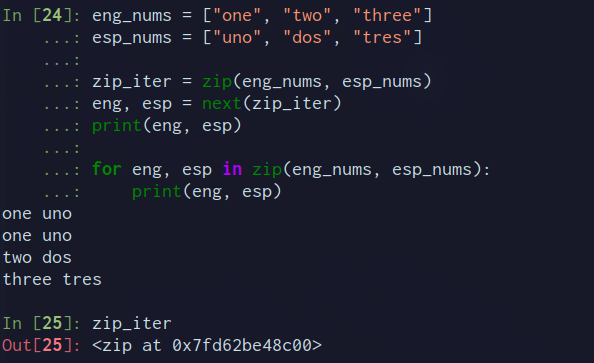 In [24]: eng_nums = ["one", "two", "three"]
    ...: esp_nums = ["uno", "dos", "tres"]
    ...:
    ...: zip_iter = zip(eng_nums, esp_nums)
    ...: eng, esp = next(zip_iter)
    ...: print(eng, esp)
    ...:
    ...: for eng, esp in zip(eng_nums, esp_nums):
    ...:     print(eng, esp)
one uno
one uno
two dos
three tres
In [25]: zip_iter
Out[25]: <zip at 0x7fd62be48c00>